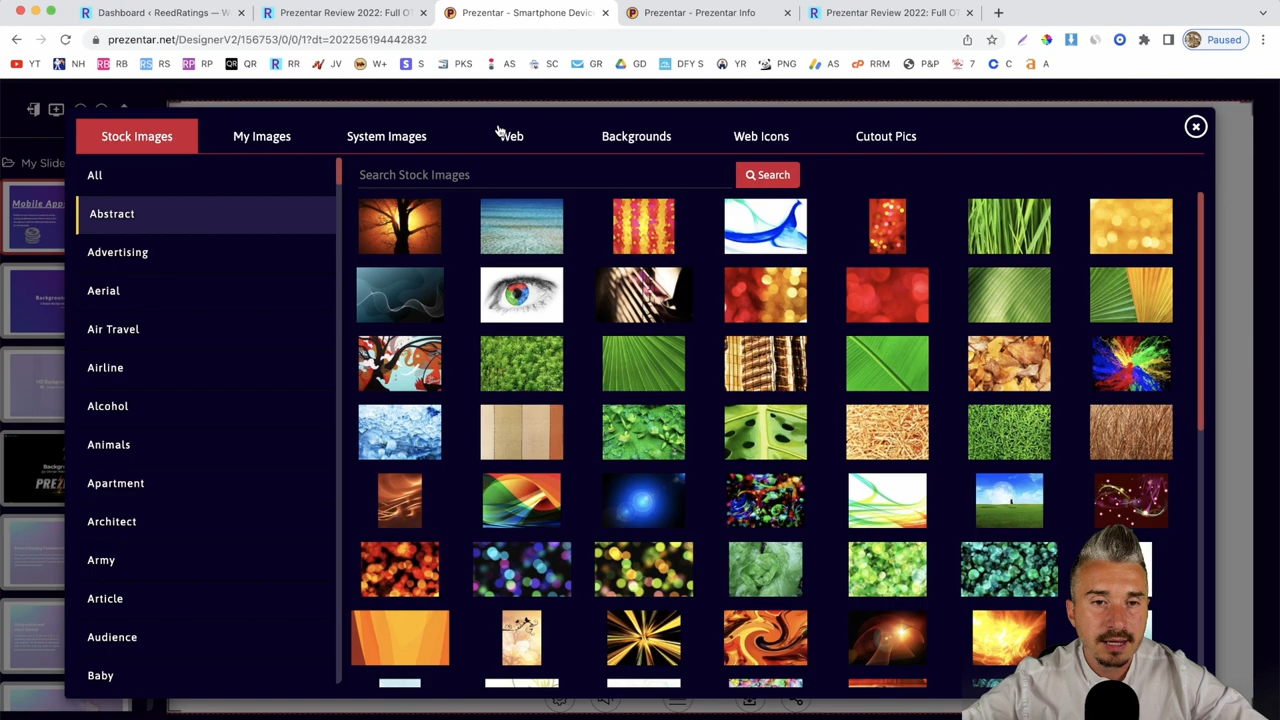 Dashboard ‹ ReedRatings — W
Prezentar Review 2022: Full OT
Prezentar - Smartphone Device
Prezentar - Prezentar Info
Prezentar Review 2022: Full OT
prezentar.net/DesignerV2/156753/0/0/1?dt=202256194442832
Paused
YT NH RB RS RP QR RR JV W+ S PKS AS SC GR GD DFY S YR PNG AS RRM P&P 7 C A
Stock Images My Images System Images Web Backgrounds Web Icons Cutout Pics
My Slide
Search Stock Images
Search
All
Abstract
Advertising
Aerial
Air Travel
Airline
Alcohol
Animals
Apartment
Architect
Army
Article
Audience
Baby
Mobile App